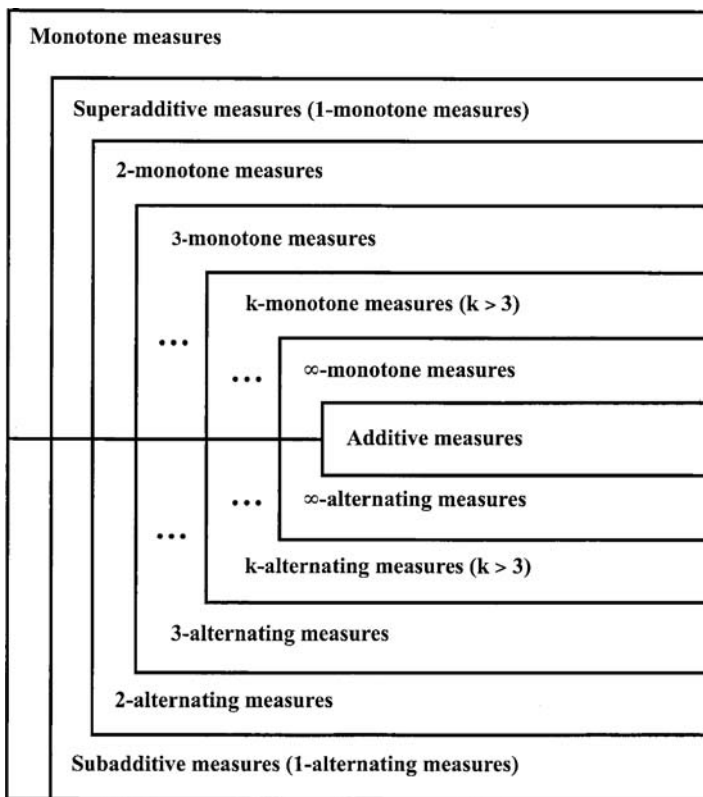 Monotone measures
Superadditive measures (1-monotone measures)
2-monotone measures
3-monotone measures
k-monotone measures (k > 3)
...
...
∞-monotone measures
Additive measures
...
∞-alternating measures
...
k-alternating measures (k > 3)
3-alternating measures
2-alternating measures
Subadditive measures (1-alternating measures)